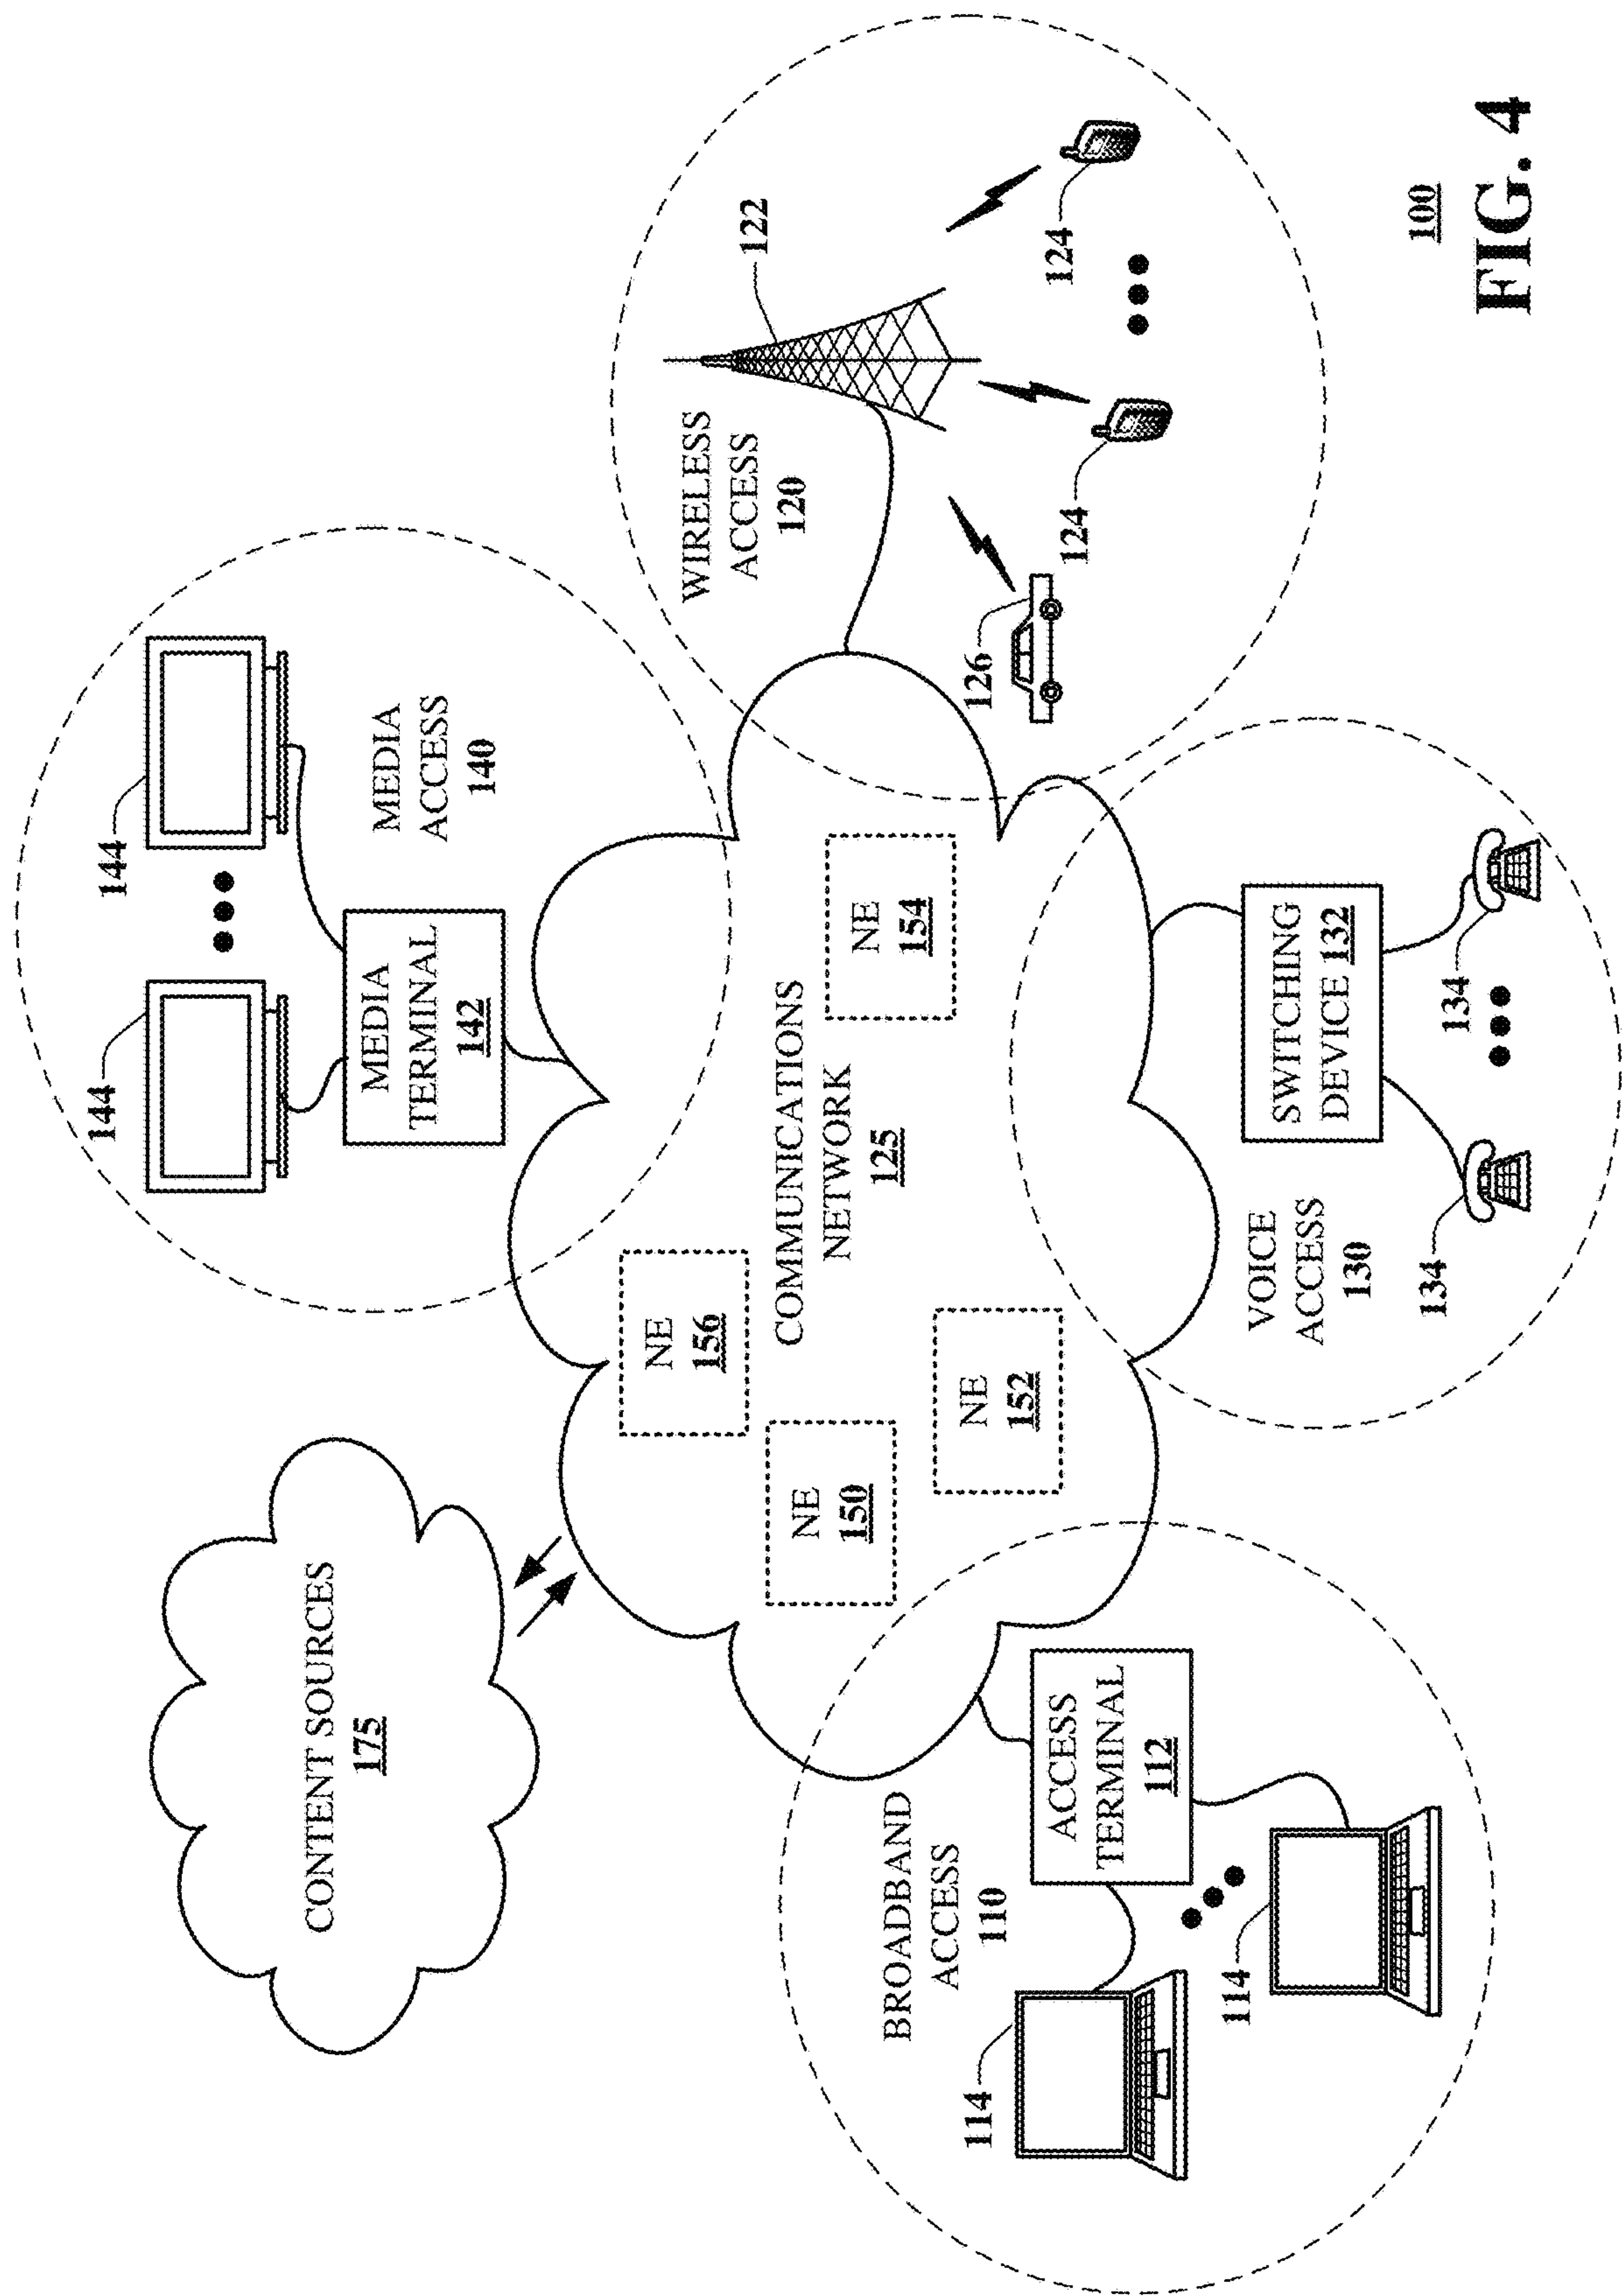 CONTENT SOURCES
175
144
144
MEDIA
TERMINAL
142
MEDIA
ACCESS
140
WIRELESS
ACCESS
120
122
124
124
126
NE
156
NE
150
NE
152
COMMUNICATIONS
NETWORK
125
NE
154
BROADBAND
ACCESS
110
ACCESS
TERMINAL
112
114
114
VOICE
ACCESS
130
SWITCHING
DEVICE 132
134
134
100
FIG. 4